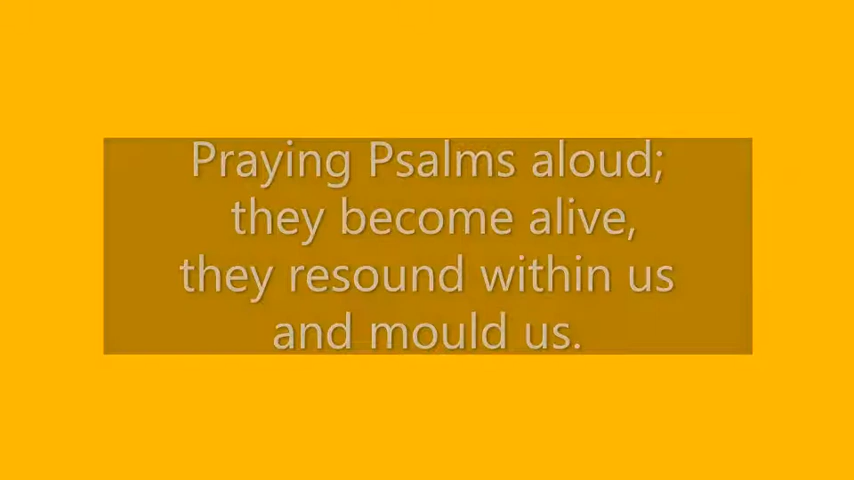 Praying Psalms aloud;
they become alive,
they resound within us
and mould us.